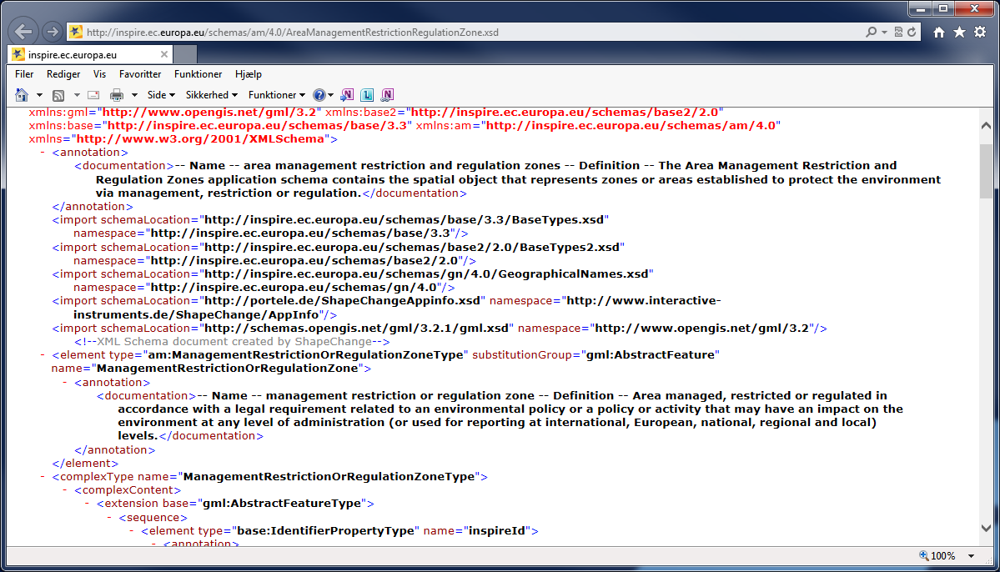 http://inspire.ec.europa.eu/schemas/am/4.0/AreaManagementRestrictionRegulationZone.xsd
inspire.ec.europa.eu
Filer Rediger Vis Favoritter Funktioner Hjælp
Side Sikkerhed Funktioner
xmlns:gml="http://www.opengis.net/gml/3.2" xmlns:base2="http://inspire.ec.europa.eu/schemas/base2/2.0"
xmlns:base="http://inspire.ec.europa.eu/schemas/base/3.3" xmlns:am="http://inspire.ec.europa.eu/schemas/am/4.0"
xmlns="http://www.w3.org/2001/XMLSchema">
- <annotation>
<documentation>-- Name -- area management restriction and regulation zones -- Definition -- The Area Management Restriction and
Regulation Zones application schema contains the spatial object that represents zones or areas established to protect the environment
via management, restriction or regulation.</documentation>
</annotation>
<import schemaLocation="http://inspire.ec.europa.eu/schemas/base/3.3/BaseTypes.xsd"
namespace="http://inspire.ec.europa.eu/schemas/base/3.3"/>
<import schemaLocation="http://inspire.ec.europa.eu/schemas/base2/2.0/BaseTypes2.xsd"
namespace="http://inspire.ec.europa.eu/schemas/base2/2.0"/>
<import schemaLocation="http://inspire.ec.europa.eu/schemas/gn/4.0/GeographicalNames.xsd"
namespace="http://inspire.ec.europa.eu/schemas/gn/4.0"/>
<import schemaLocation="http://portele.de/ShapeChangeAppinfo.xsd" namespace="http://www.interactive-
instruments.de/ShapeChange/AppInfo"/>
<import schemaLocation="http://schemas.opengis.net/gml/3.2.1/gml.xsd" namespace="http://www.opengis.net/gml/3.2"/>
<!--XML Schema document created by ShapeChange-->
- <element type="am:ManagementRestrictionOrRegulationZoneType" substitutionGroup="gml:AbstractFeature"
name="ManagementRestrictionOrRegulationZone">
- <annotation>
<documentation>-- Name -- management restriction or regulation zone -- Definition -- Area managed, restricted or regulated in
accordance with a legal requirement related to an environmental policy or a policy or activity that may have an impact on the
environment at any level of administration (or used for reporting at international, European, national, regional and local)
levels.</documentation>
</annotation>
</element>
- <complexType name="ManagementRestrictionOrRegulationZoneType">
- <complexContent>
- <extension base="gml:AbstractFeatureType">
- <sequence>
- <element type="base:IdentifierPropertyType" name="inspireId">
- <annotation>
100%